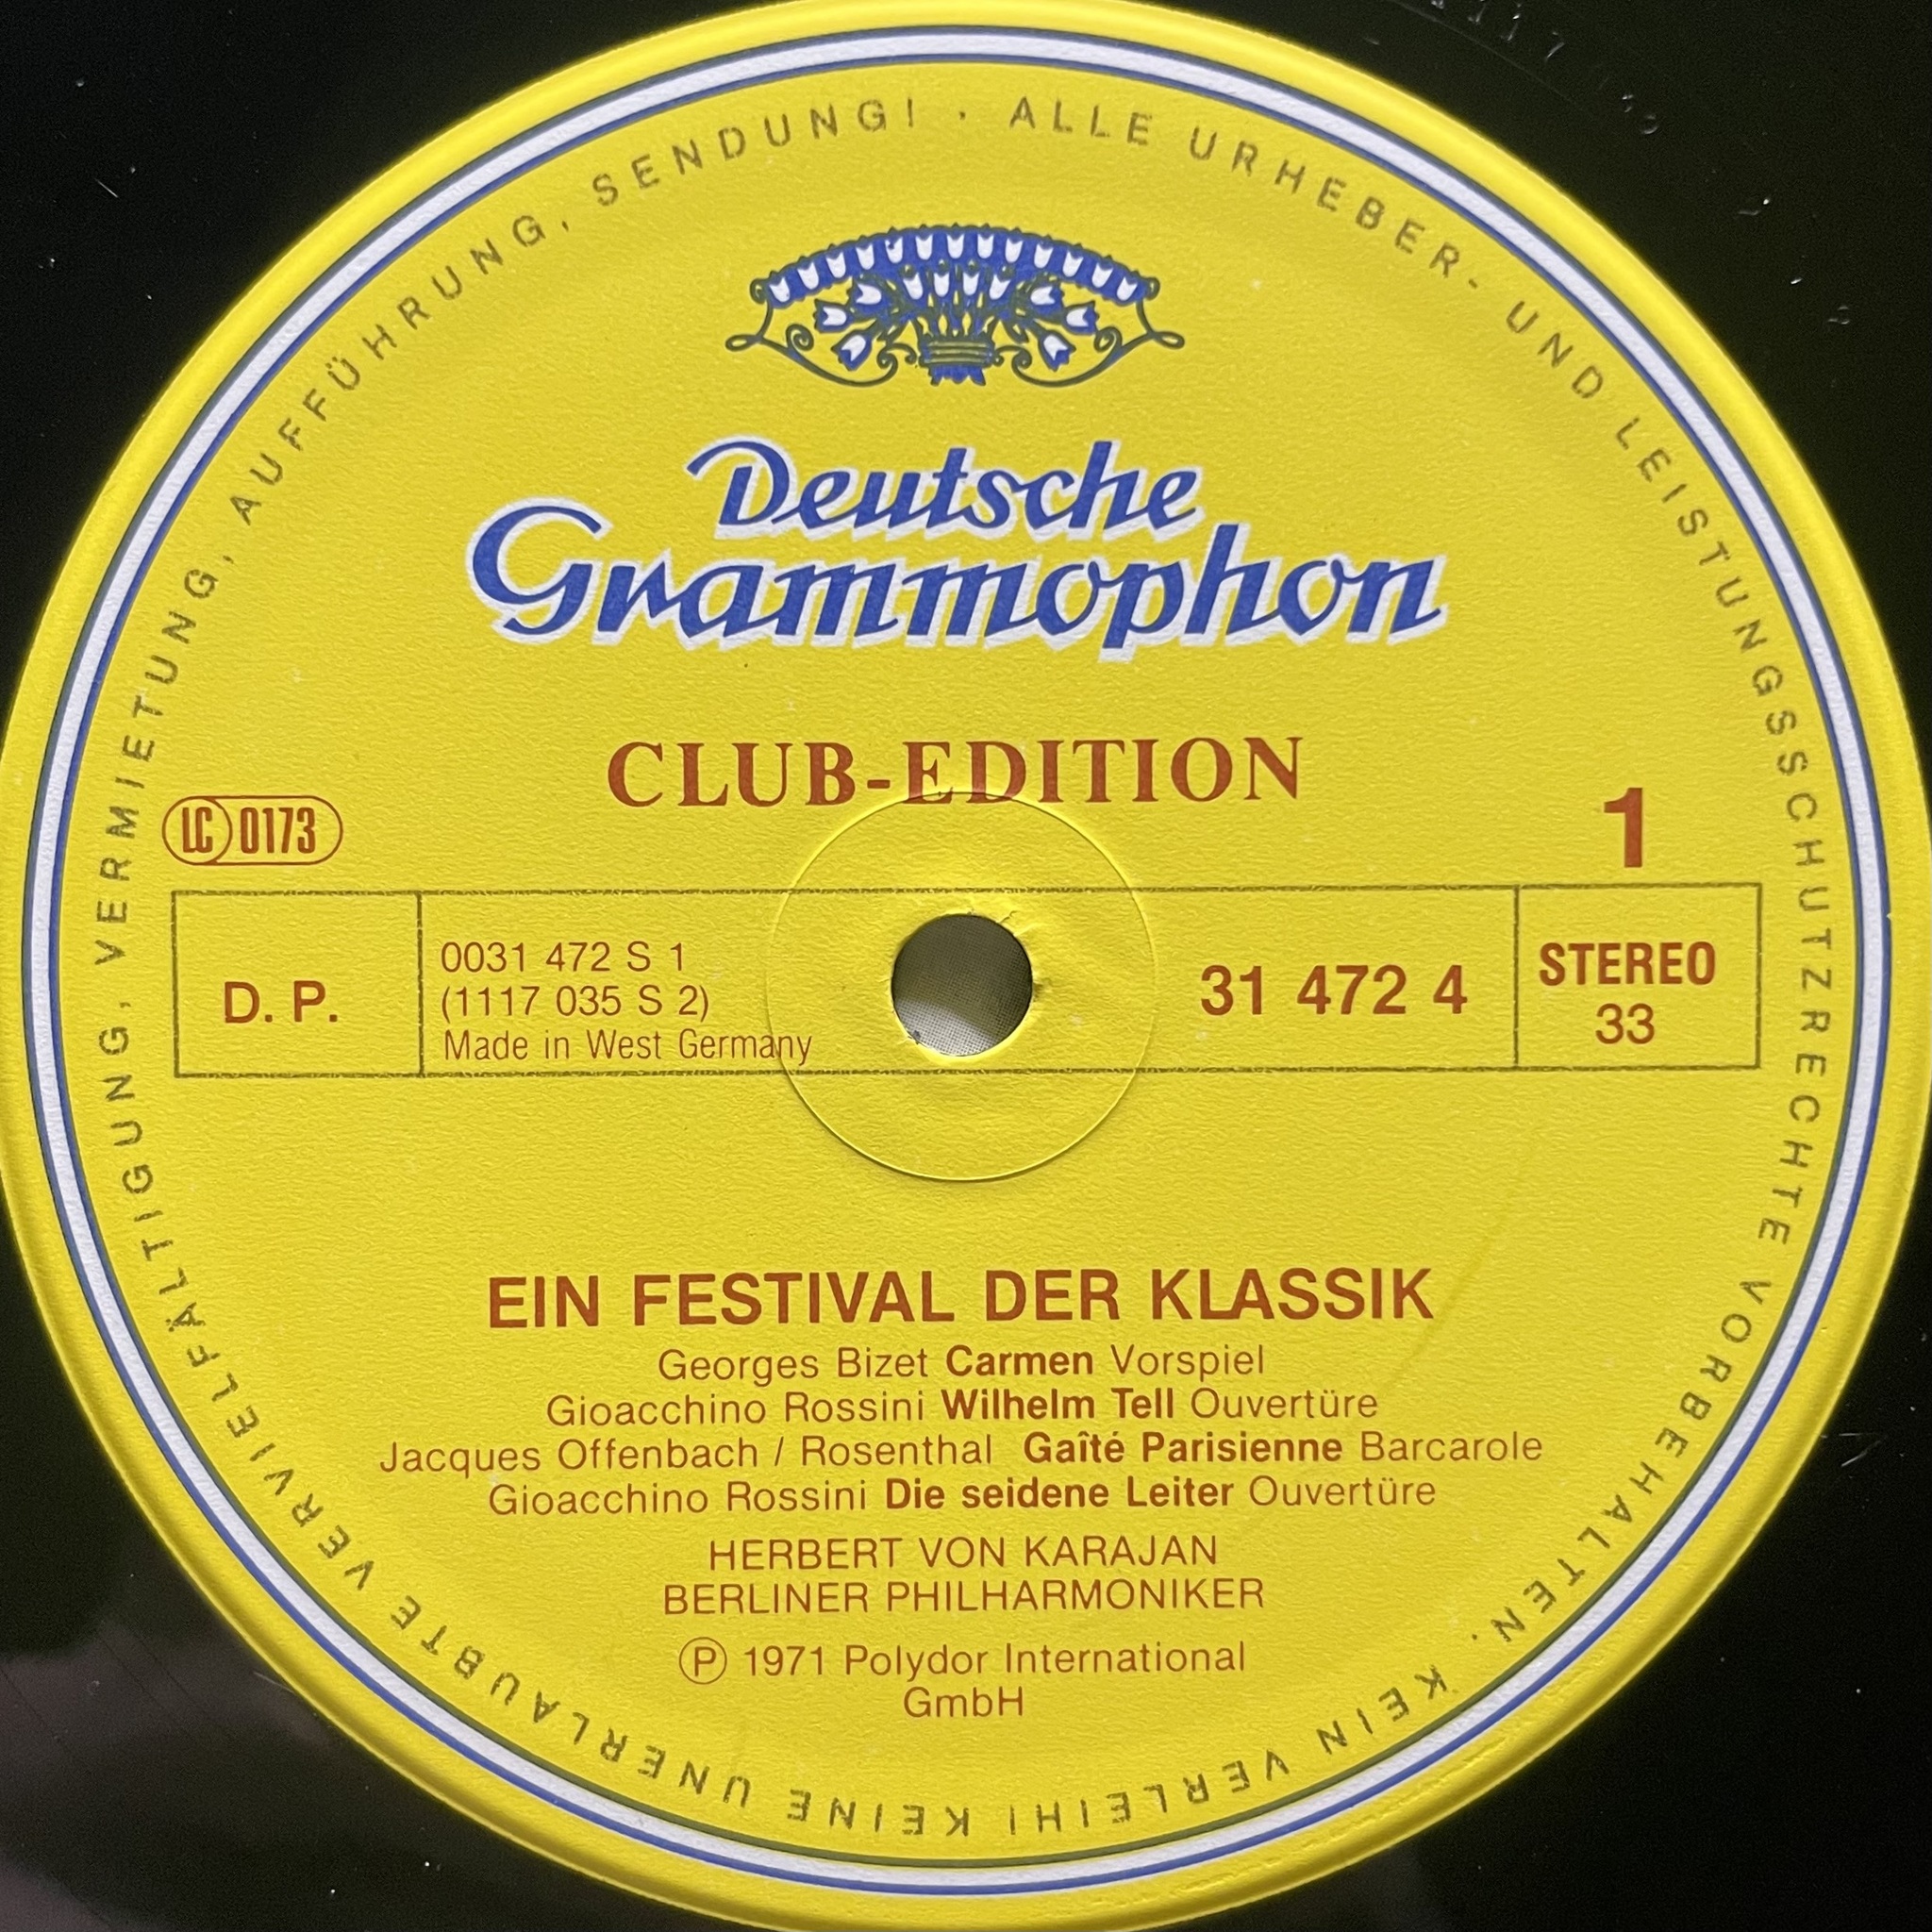 ALLE URHEBER- UND LEISTUNGSSCHUTZRECHTE VORBEHALTEN. KEIN VERLEIH! KEINE UNERLAUBTE VERVIELFÄLTIGUNG, VERMIETUNG, AUFFÜHRUNG, SENDUNG! ·
Deutsche
Grammophon
CLUB-EDITION
LC 0173
1
D. P.
0031 472 S 1
(1117 035 S 2)
Made in West Germany
31 472 4
STEREO
33
EIN FESTIVAL DER KLASSIK
Georges Bizet Carmen Vorspiel
Gioacchino Rossini Wilhelm Tell Ouvertüre
Jacques Offenbach / Rosenthal Gaîté Parisienne Barcarole
Gioacchino Rossini Die seidene Leiter Ouvertüre
HERBERT VON KARAJAN
BERLINER PHILHARMONIKER
Ⓟ 1971 Polydor International
GmbH